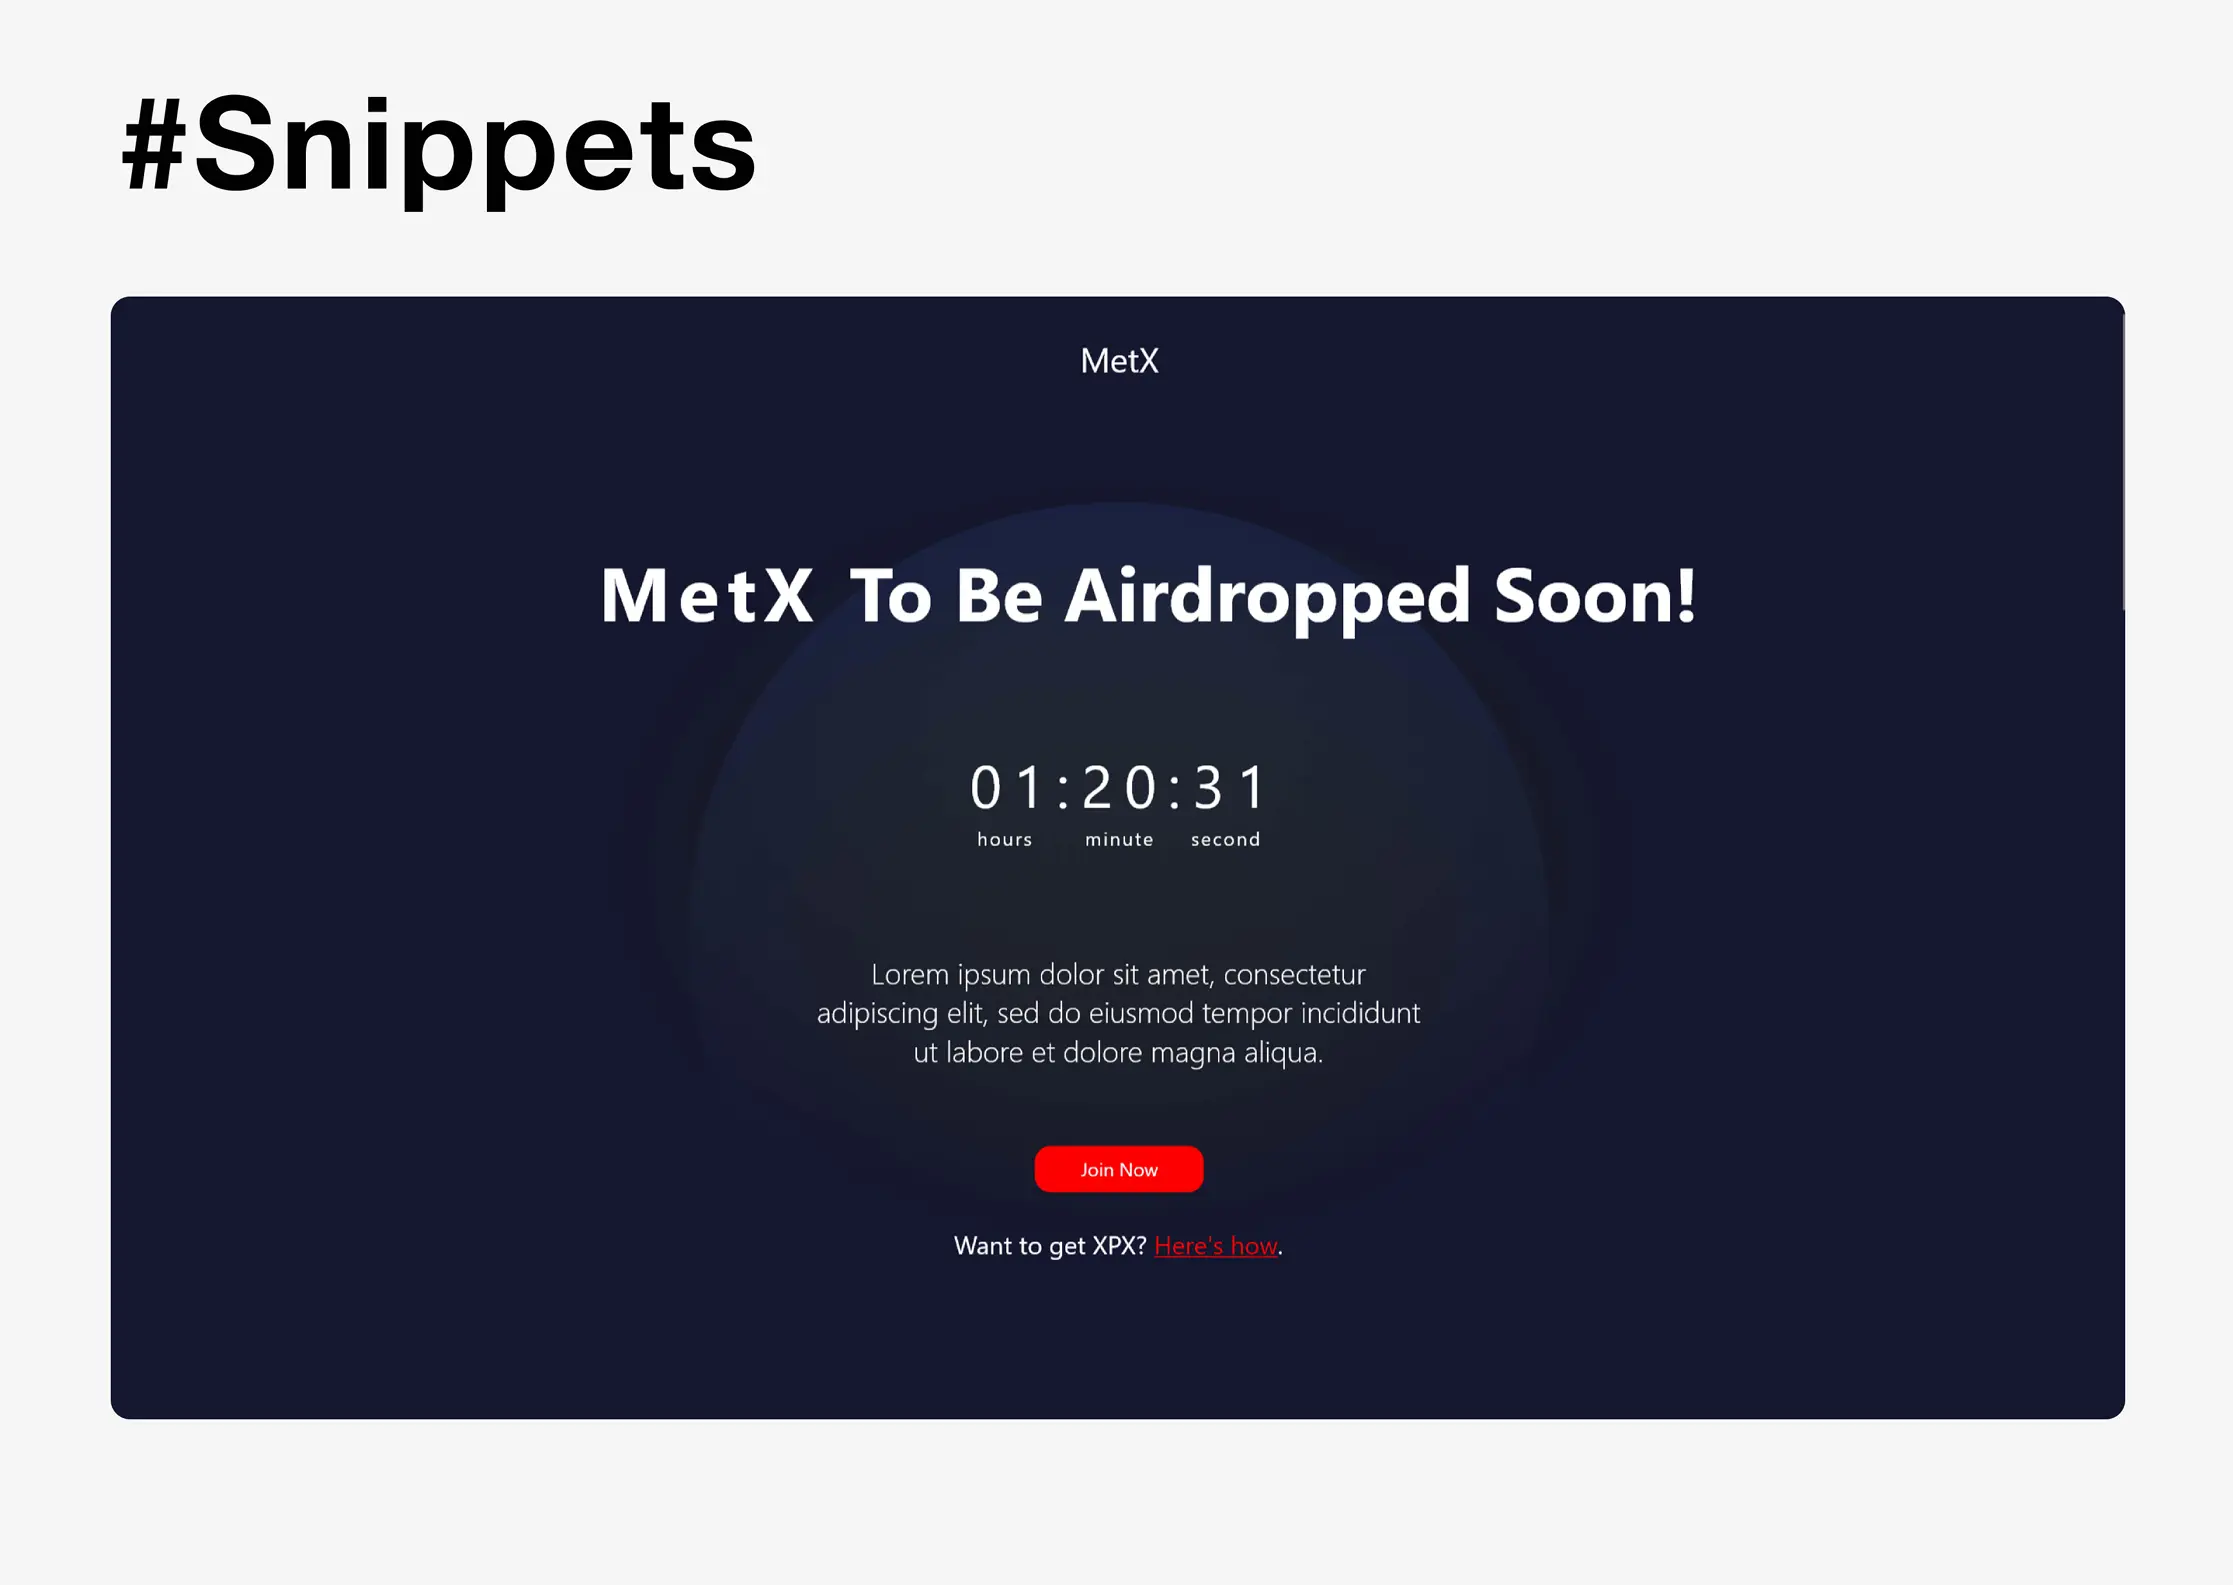 #Snippets
MetX
MetX To Be Airdropped Soon!
01:20:31
hours minute second
Lorem ipsum dolor sit amet, consectetur
adipiscing elit, sed do eiusmod tempor incididunt
ut labore et dolore magna aliqua.
Join Now
Want to get XPX? Here's how.